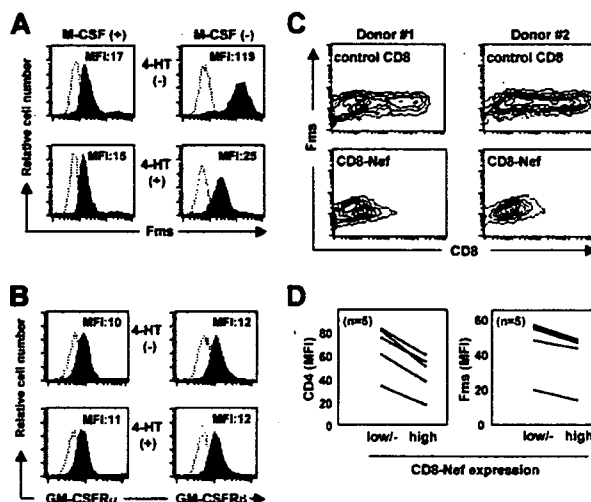 A
M-CSF (+)
M-CSF (-)
MFI:17
4-HT
(-)
MFI:113
MFI:15
4-HT
(+)
MFI:25
Relative cell number
Fms
B
MFI:10
4-HT
(-)
MFI:12
MFI:11
4-HT
(+)
MFI:12
Relative cell number
GM-CSFRα
GM-CSFRβ
C
Donor #1
Donor #2
control CD8
control CD8
CD8-Nef
CD8-Nef
Fms
CD8
D
(n=5)
CD4 (MFI)
80
60
40
20
0
low/-
high
(n=5)
Fms (MFI)
60
40
20
0
low/-
high
CD8-Nef expression